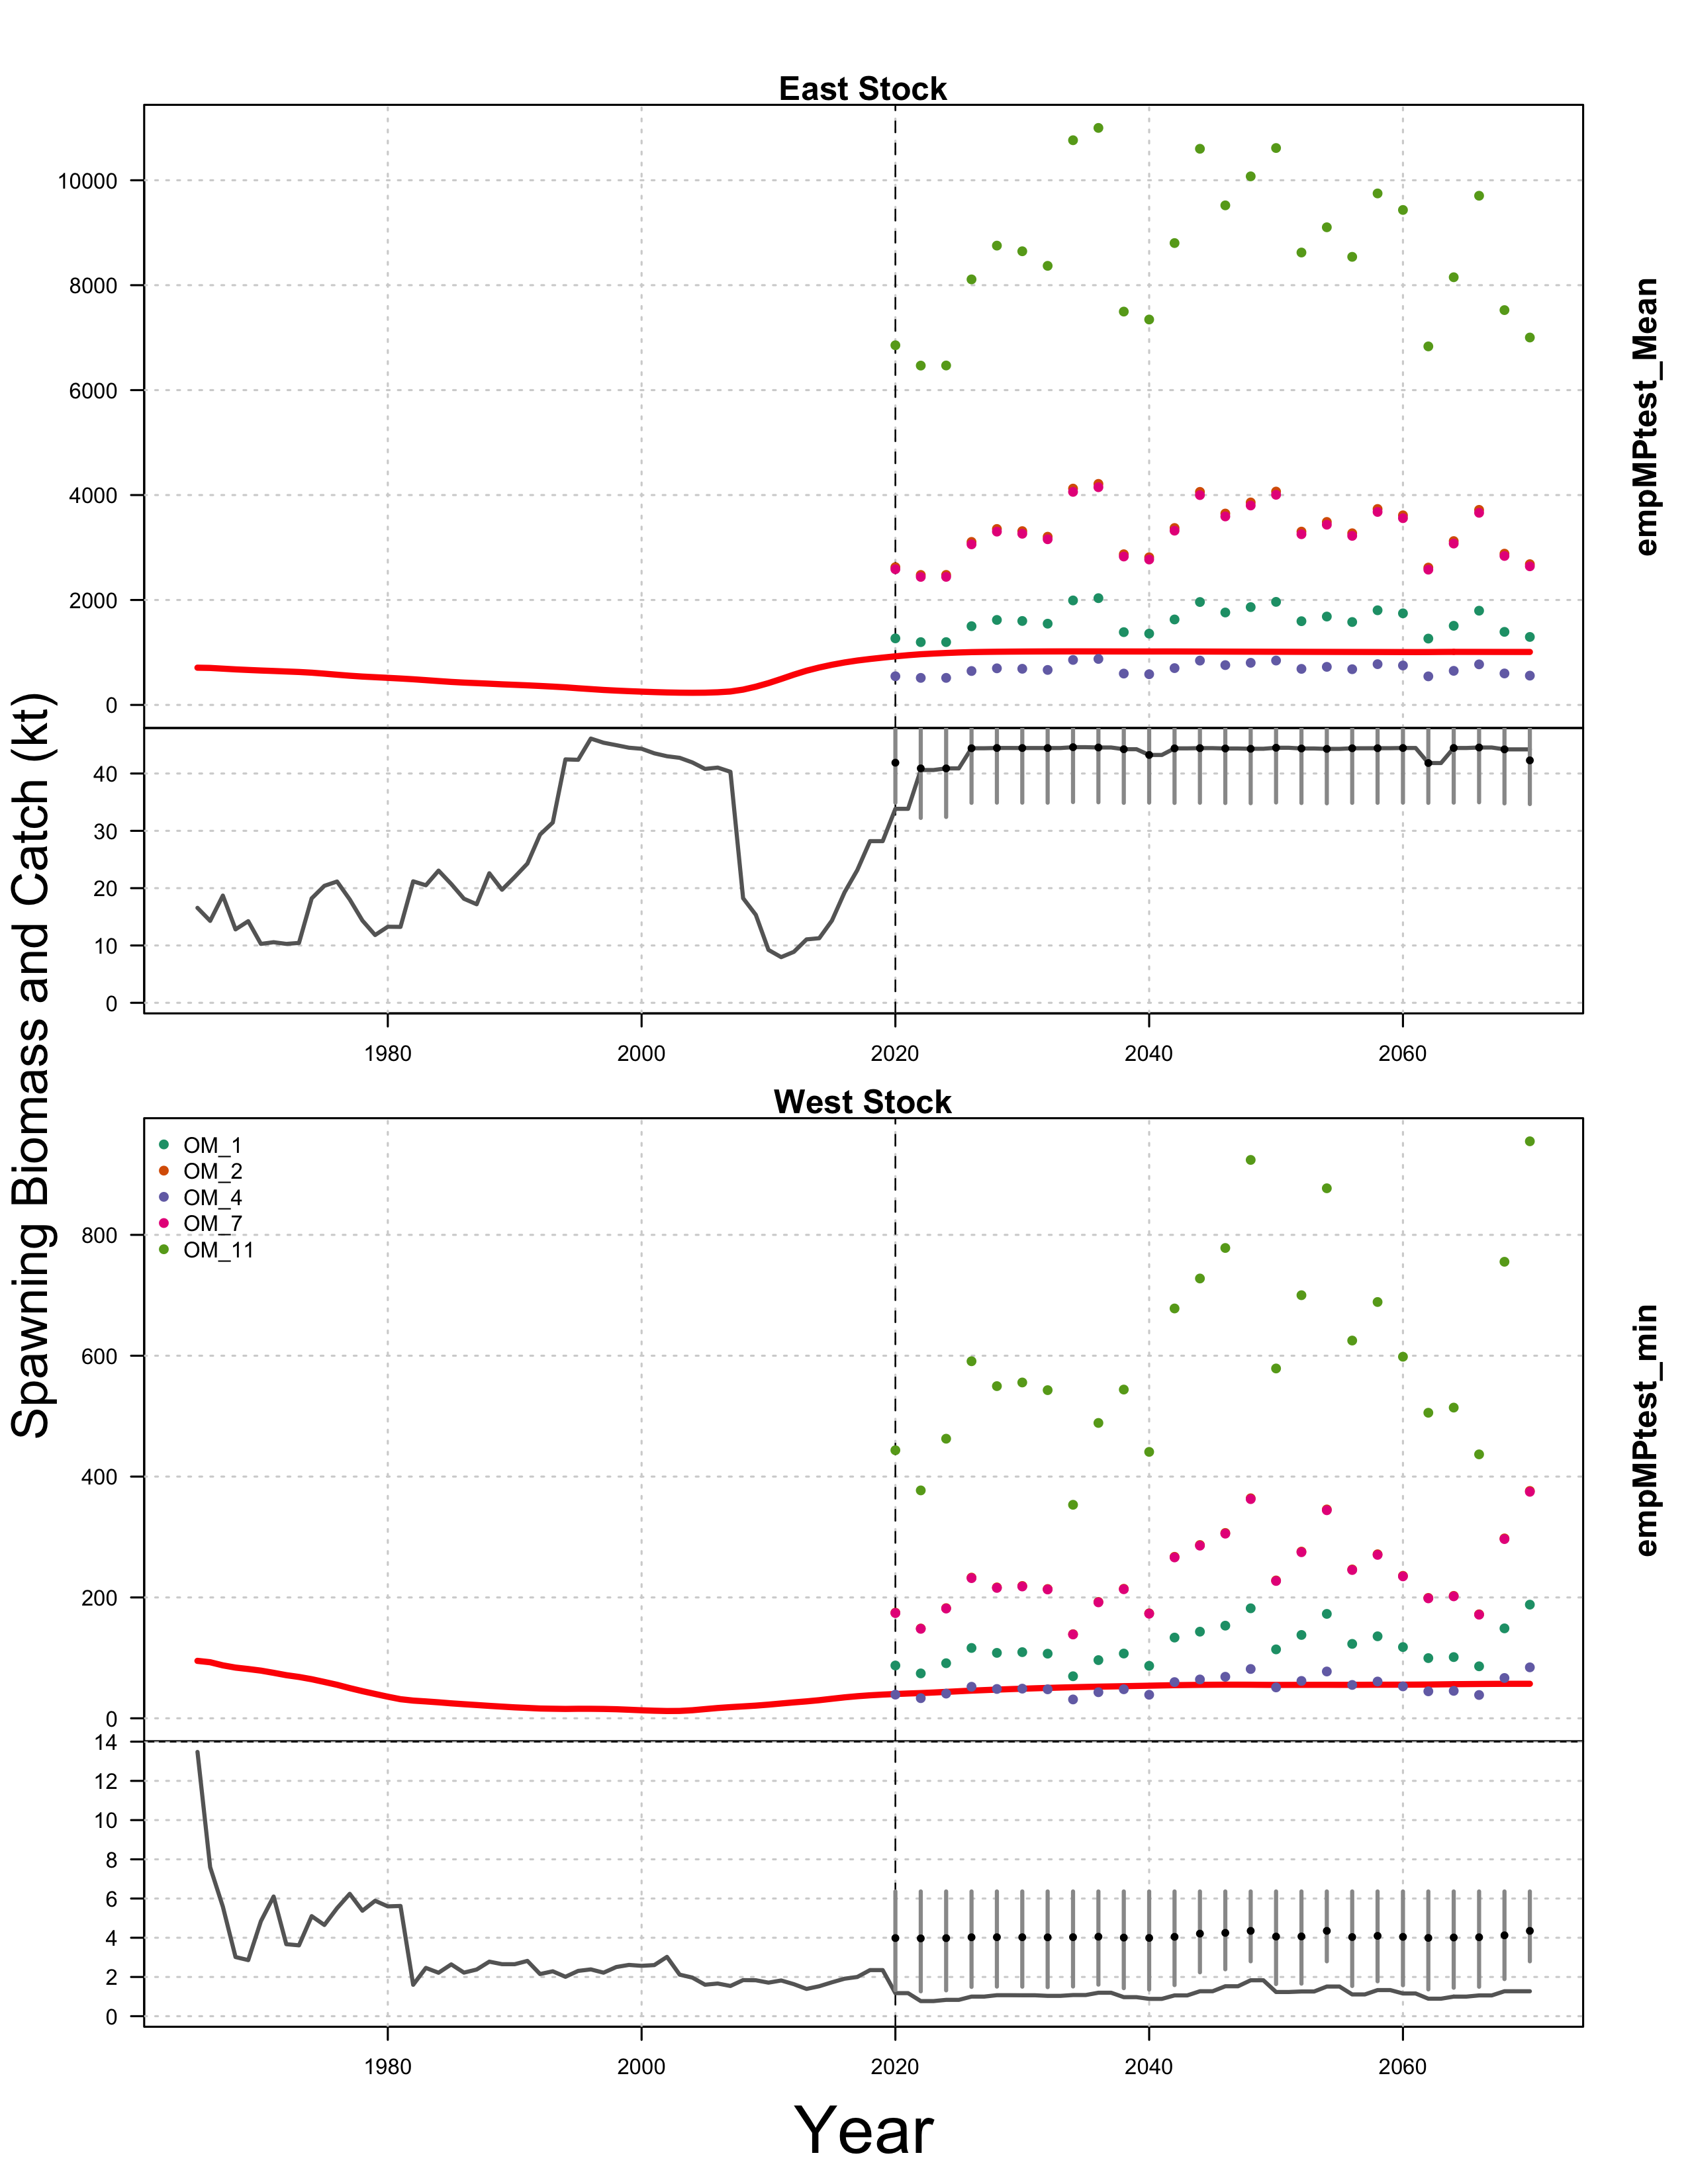 East Stock
10000
8000
6000
4000
2000
0
40
30
20
10
0
1980 2000 2020 2040 2060
empMPtest_Mean
Spawning Biomass and Catch (kt)
West Stock
OM_1
OM_2
OM_4
OM_7
OM_11
800
600
400
200
0
14
12
10
8
6
4
2
0
1980 2000 2020 2040 2060
empMPtest_min
Year